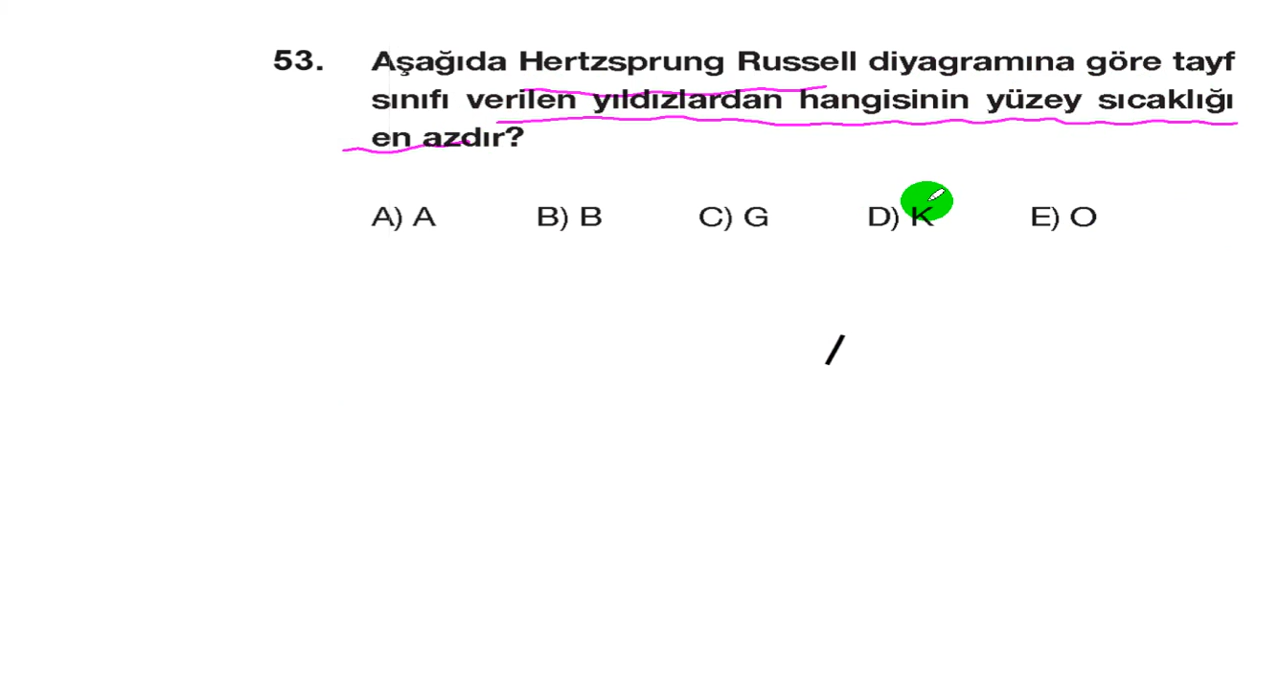 53. Aşağıda Hertzsprung Russell diyagramına göre tayf
sınıfı verilen yıldızlardan hangisinin yüzey sıcaklığı
en azdır?
A) A B) B C) G D) K E) O
/